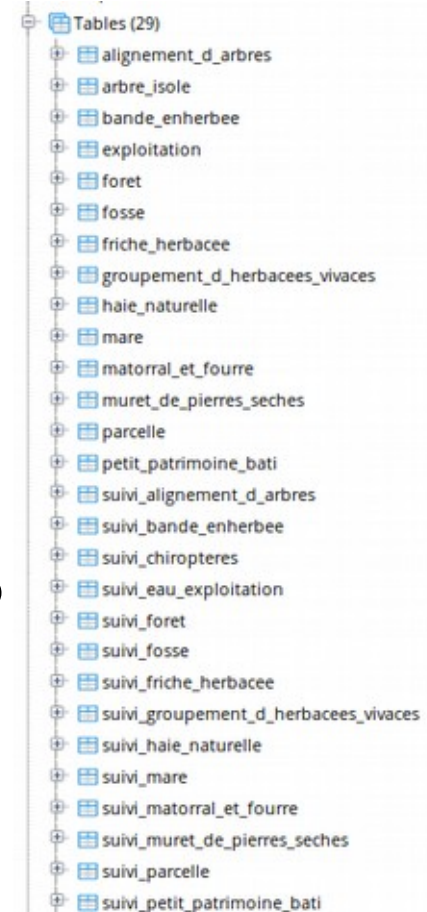 Tables (29)
alignement_d_arbres
arbre_isole
bande_enherbee
exploitation
foret
fosse
friche_herbacee
groupement_d_herbacees_vivaces
haie_naturelle
mare
matorral_et_fourre
muret_de_pierres_seches
parcelle
petit_patrimoine_bati
suivi_alignement_d_arbres
suivi_bande_enherbee
suivi_chiropteres
suivi_eau_exploitation
)
suivi_foret
suivi_fosse
suivi_friche_herbacee
suivi_groupement_d_herbacees_vivaces
suivi_haie_naturelle
suivi_mare
suivi_matorral_et_fourre
suivi_muret_de_pierres_seches
suivi_parcelle
suivi_petit_patrimoine_bati